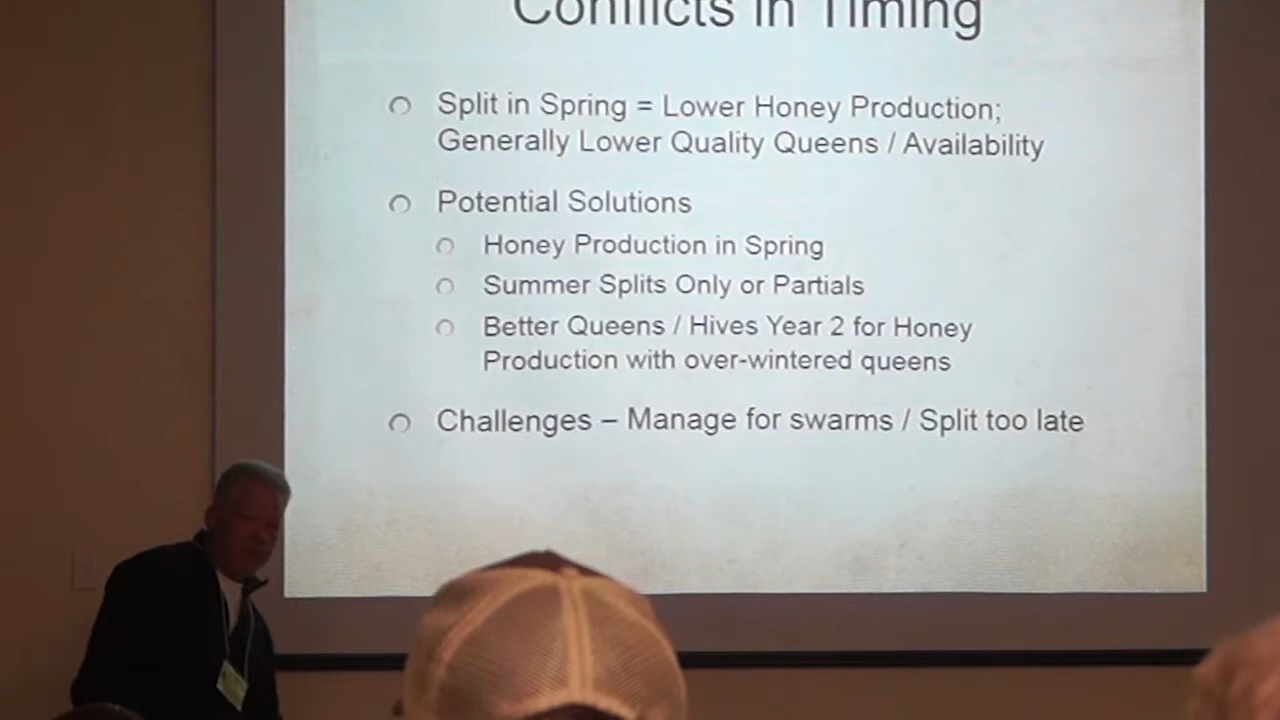 Conflicts in Timing
Split in Spring = Lower Honey Production;
Generally Lower Quality Queens / Availability
Potential Solutions
Honey Production in Spring
Summer Splits Only or Partials
Better Queens / Hives Year 2 for Honey
Production with over-wintered queens
Challenges – Manage for swarms / Split too late